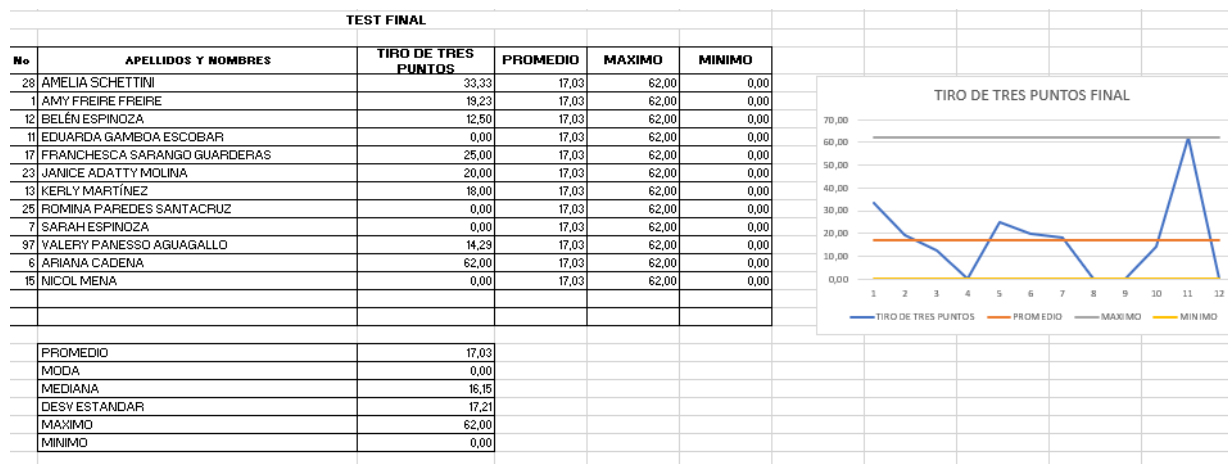 TEST FINAL
No APELLIDOS Y NOMBRES TIRO DE TRES PUNTOS PROMEDIO MAXIMO MINIMO
28 AMELIA SCHETTINI 33,33 17,03 62,00 0,00
1 AMY FREIRE FREIRE 19,23 17,03 62,00 0,00
12 BELÉN ESPINOZA 12,50 17,03 62,00 0,00
11 EDUARDA GAMBOA ESCOBAR 0,00 17,03 62,00 0,00
17 FRANCHESCA SARANGO GUARDERAS 25,00 17,03 62,00 0,00
23 JANICE ADATTY MOLINA 20,00 17,03 62,00 0,00
13 KERLY MARTÍNEZ 18,00 17,03 62,00 0,00
25 ROMINA PAREDES SANTACRUZ 0,00 17,03 62,00 0,00
7 SARAH ESPINOZA 0,00 17,03 62,00 0,00
97 VALERY PANESSO AGUAGALLO 14,29 17,03 62,00 0,00
6 ARIANA CADENA 62,00 17,03 62,00 0,00
15 NICOL MENA 0,00 17,03 62,00 0,00
PROMEDIO 17,03
MODA 0,00
MEDIANA 16,15
DESV ESTANDAR 17,21
MAXIMO 62,00
MINIMO 0,00
TIRO DE TRES PUNTOS FINAL
70,00
60,00
50,00
40,00
30,00
20,00
10,00
0,00
1 2 3 4 5 6 7 8 9 10 11 12
TIRO DE TRES PUNTOS PROMEDIO MAXIMO MINIMO